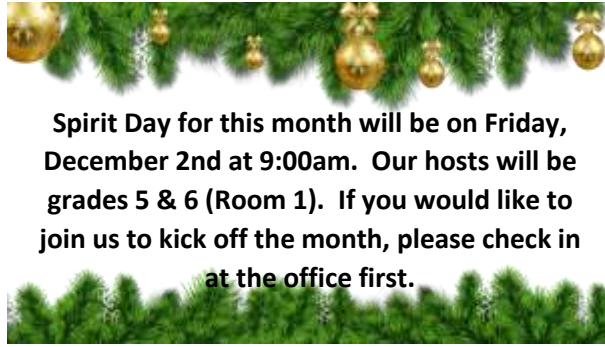 Spirit Day for this month will be on Friday,
December 2nd at 9:00am.  Our hosts will be
grades 5 & 6 (Room 1).  If you would like to
join us to kick off the month, please check in
at the office first.